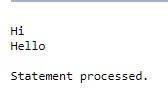 Hi
Hello
Statement processed.